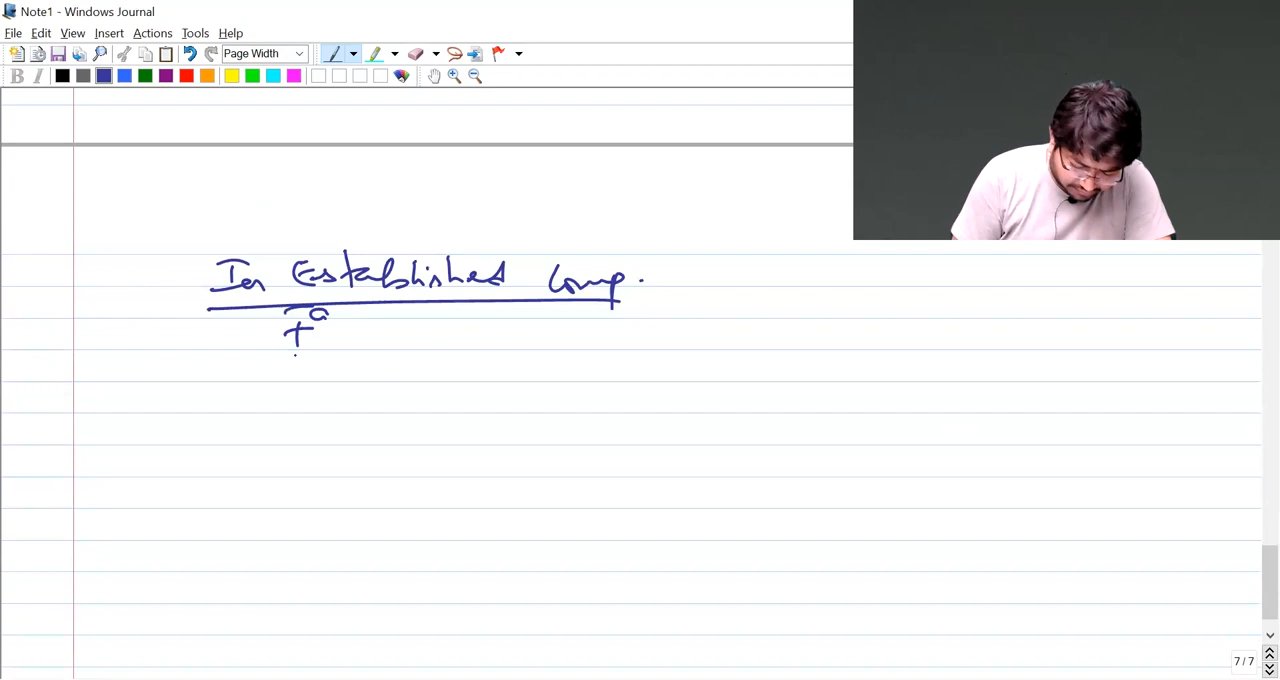 Note1 - Windows Journal
File Edit View Insert Actions Tools Help
Page Width
B I
In Established Comp.
7 / 7